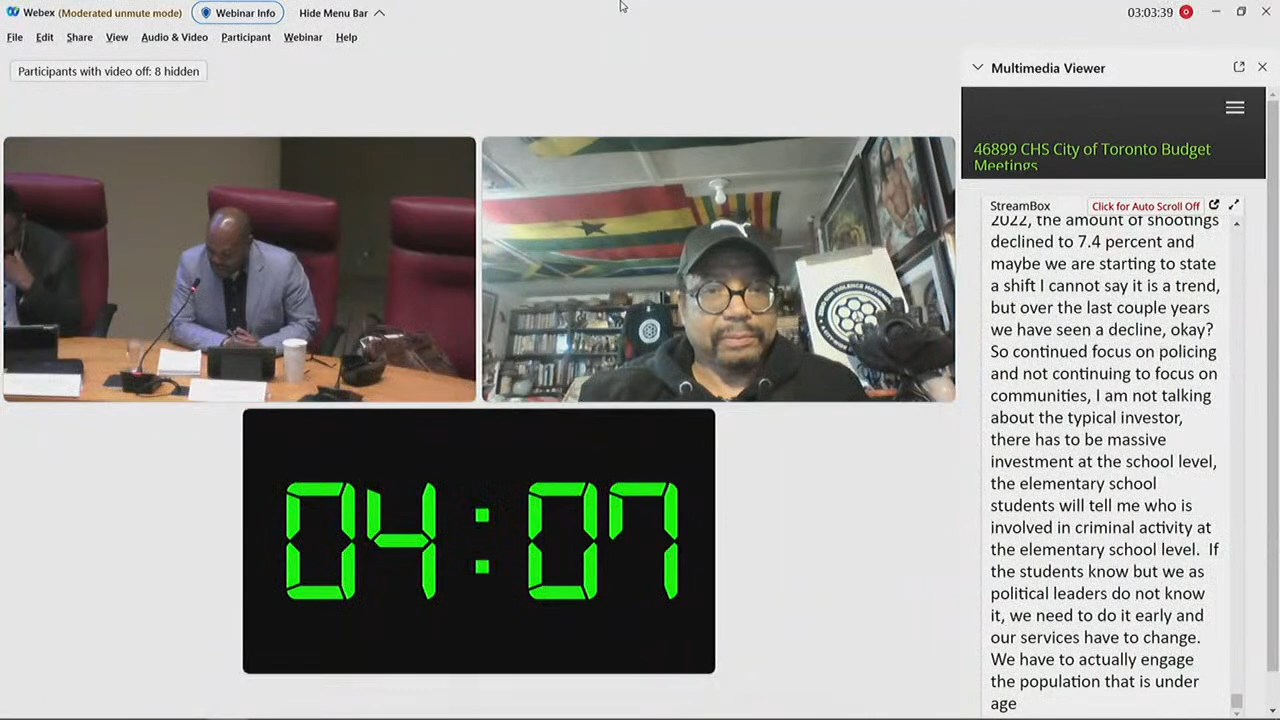 Webex (Moderated unmute mode) Webinar Info Hide Menu Bar 03:03:39
File Edit Share View Audio & Video Participant Webinar Help
Participants with video off: 8 hidden
Multimedia Viewer
46899 CHS City of Toronto Budget
Meetings
StreamBox Click for Auto Scroll Off
2022, the amount of shootings
declined to 7.4 percent and
maybe we are starting to state
a shift I cannot say it is a trend,
but over the last couple years
we have seen a decline, okay?
So continued focus on policing
and not continuing to focus on
communities, I am not talking
about the typical investor,
there has to be massive
investment at the school level,
the elementary school
students will tell me who is
involved in criminal activity at
the elementary school level. If
the students know but we as
political leaders do not know
it, we need to do it early and
our services have to change.
We have to actually engage
the population that is under
age
04:07